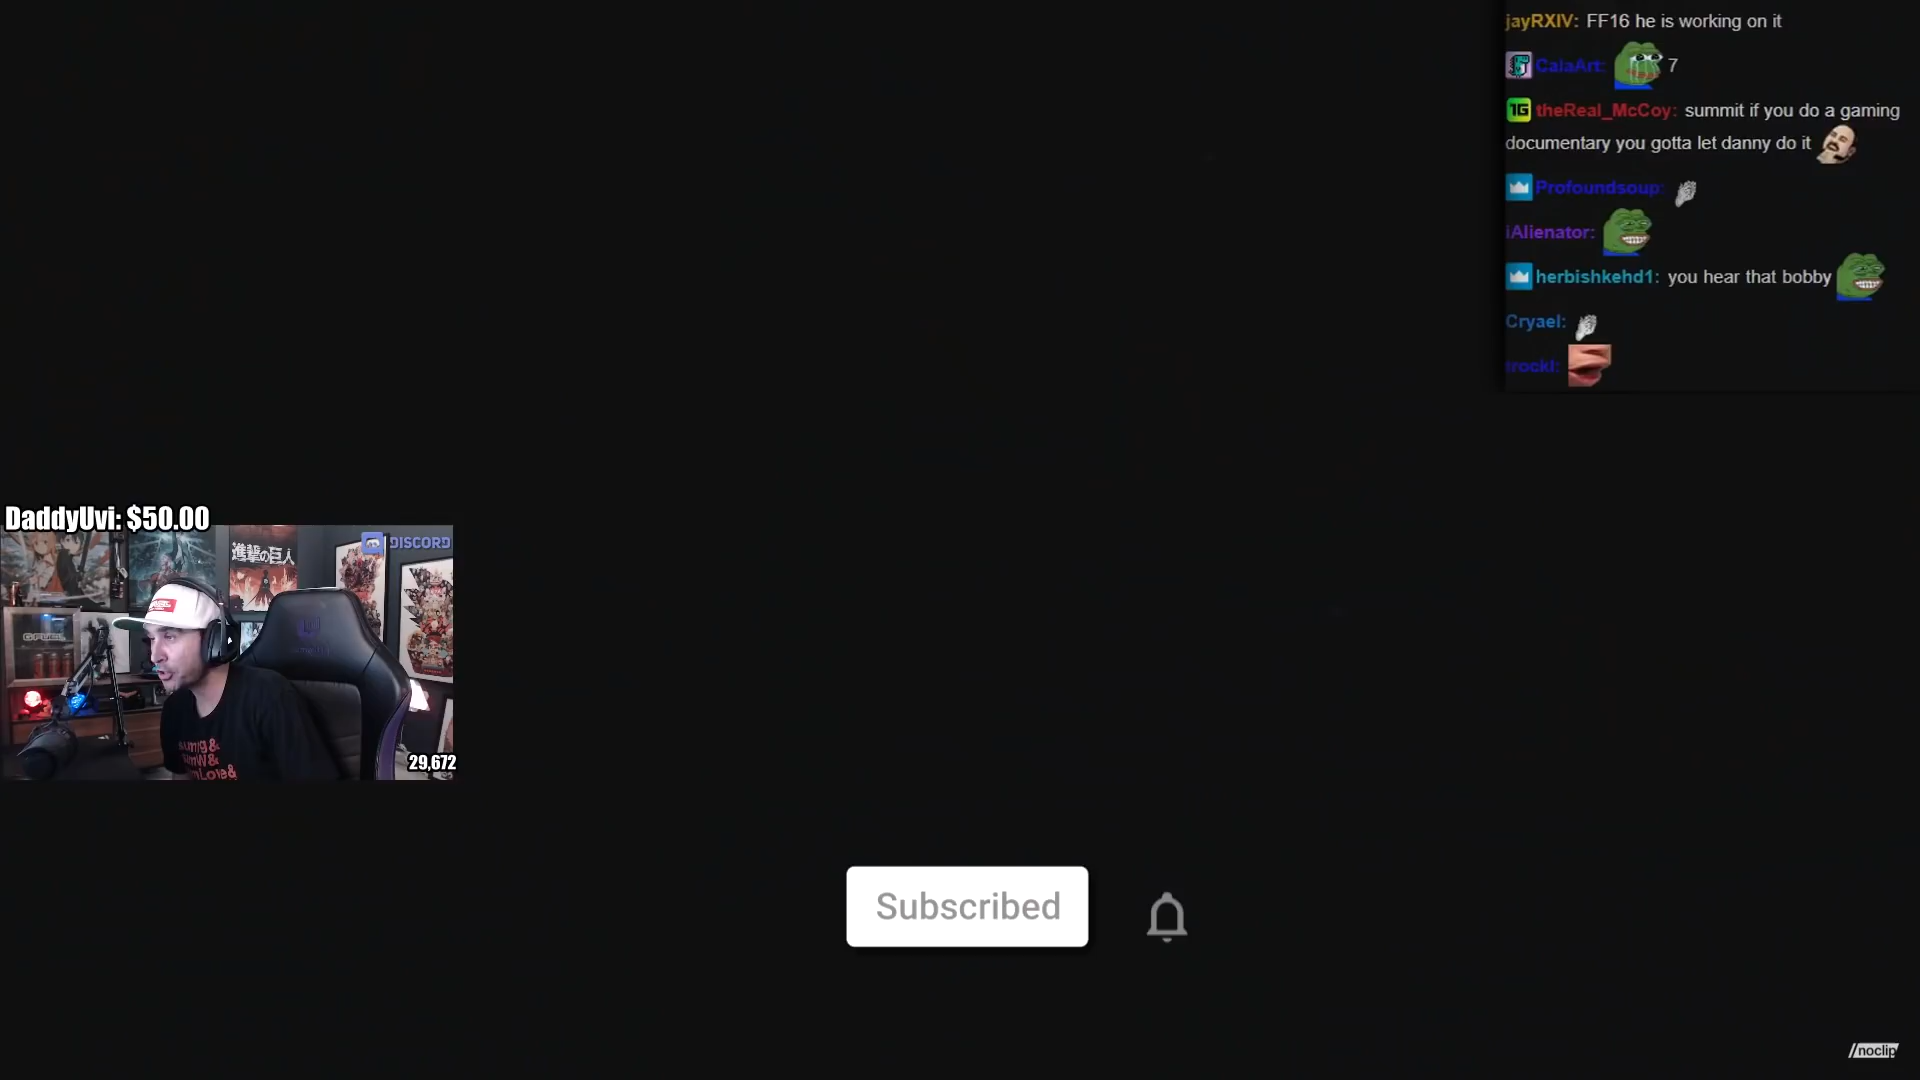 jayRXIV: FF16 he is working on it
CalaArt: 7
1G theReal_McCoy: summit if you do a gaming
documentary you gotta let danny do it
Profoundsoup:
iAlienator:
herbishkehd1: you hear that bobby
Cryael:
DaddyUvi: $50.00
DISCORD
進撃の巨人
GFUEL
29,672
Subscribed
//noclip